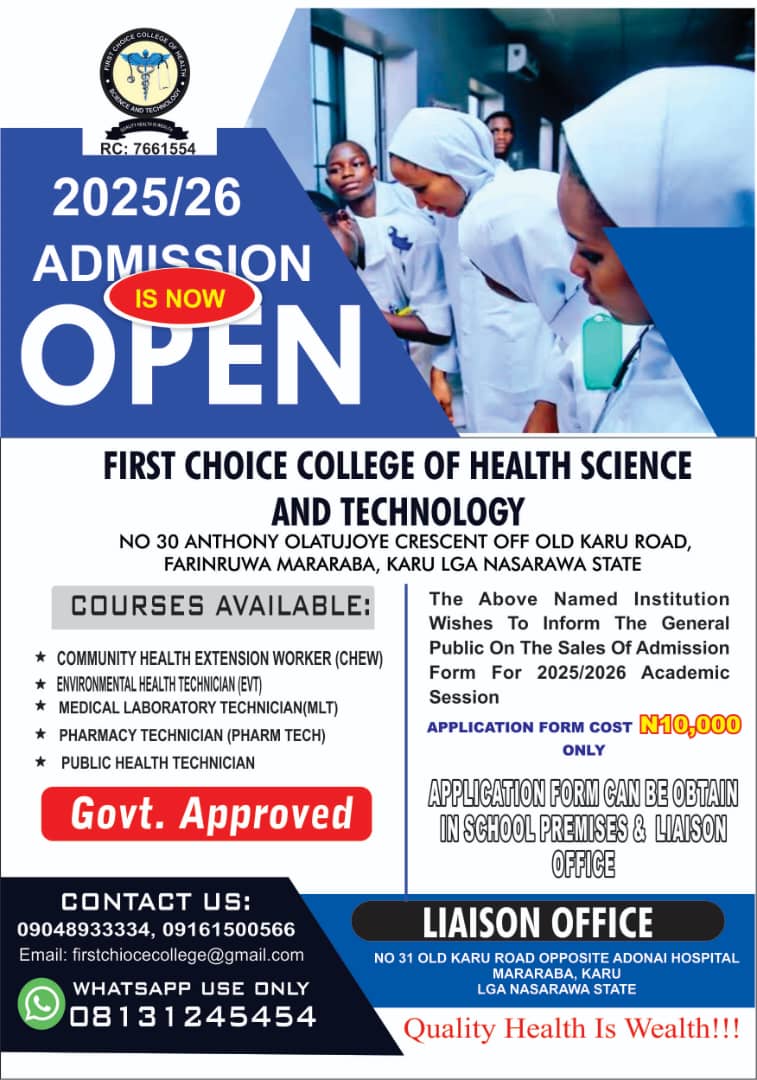 FIRST CHOICE COLLEGE OF HEALTH
SCIENCE AND TECHNOLOGY
QUALITY HEALTH IS WEALTH
RC: 7661554
2025/26
ADMISSION
IS NOW
OPEN
FIRST CHOICE COLLEGE OF HEALTH SCIENCE
AND TECHNOLOGY
NO 30 ANTHONY OLATUJOYE CRESCENT OFF OLD KARU ROAD,
FARINRUWA MARARABA, KARU LGA NASARAWA STATE
COURSES AVAILABLE:
★ COMMUNITY HEALTH EXTENSION WORKER (CHEW)
★ ENVIRONMENTAL HEALTH TECHNICIAN (EVT)
★ MEDICAL LABORATORY TECHNICIAN(MLT)
★ PHARMACY TECHNICIAN (PHARM TECH)
★ PUBLIC HEALTH TECHNICIAN
Govt. Approved
The Above Named Institution
Wishes To Inform The General
Public On The Sales Of Admission
Form For 2025/2026 Academic
Session
APPLICATION FORM COST N10,000
ONLY
APPLICATION FORM CAN BE OBTAIN
IN SCHOOL PREMISES & LIAISON
OFFICE
CONTACT US:
09048933334, 09161500566
Email: firstchiocecollege@gmail.com
WHATSAPP USE ONLY
08131245454
LIAISON OFFICE
NO 31 OLD KARU ROAD OPPOSITE ADONAI HOSPITAL
MARARABA, KARU
LGA NASARAWA STATE
Quality Health Is Wealth!!!